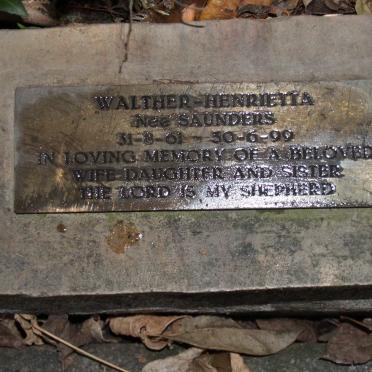 WALTHER-HENRIETTA
Nee SAUNDERS
31-8-61 - 30-6-99
IN LOVING MEMORY OF A BELOVED
WIFE DAUGHTER AND SISTER
THE LORD IS MY SHEPHERD